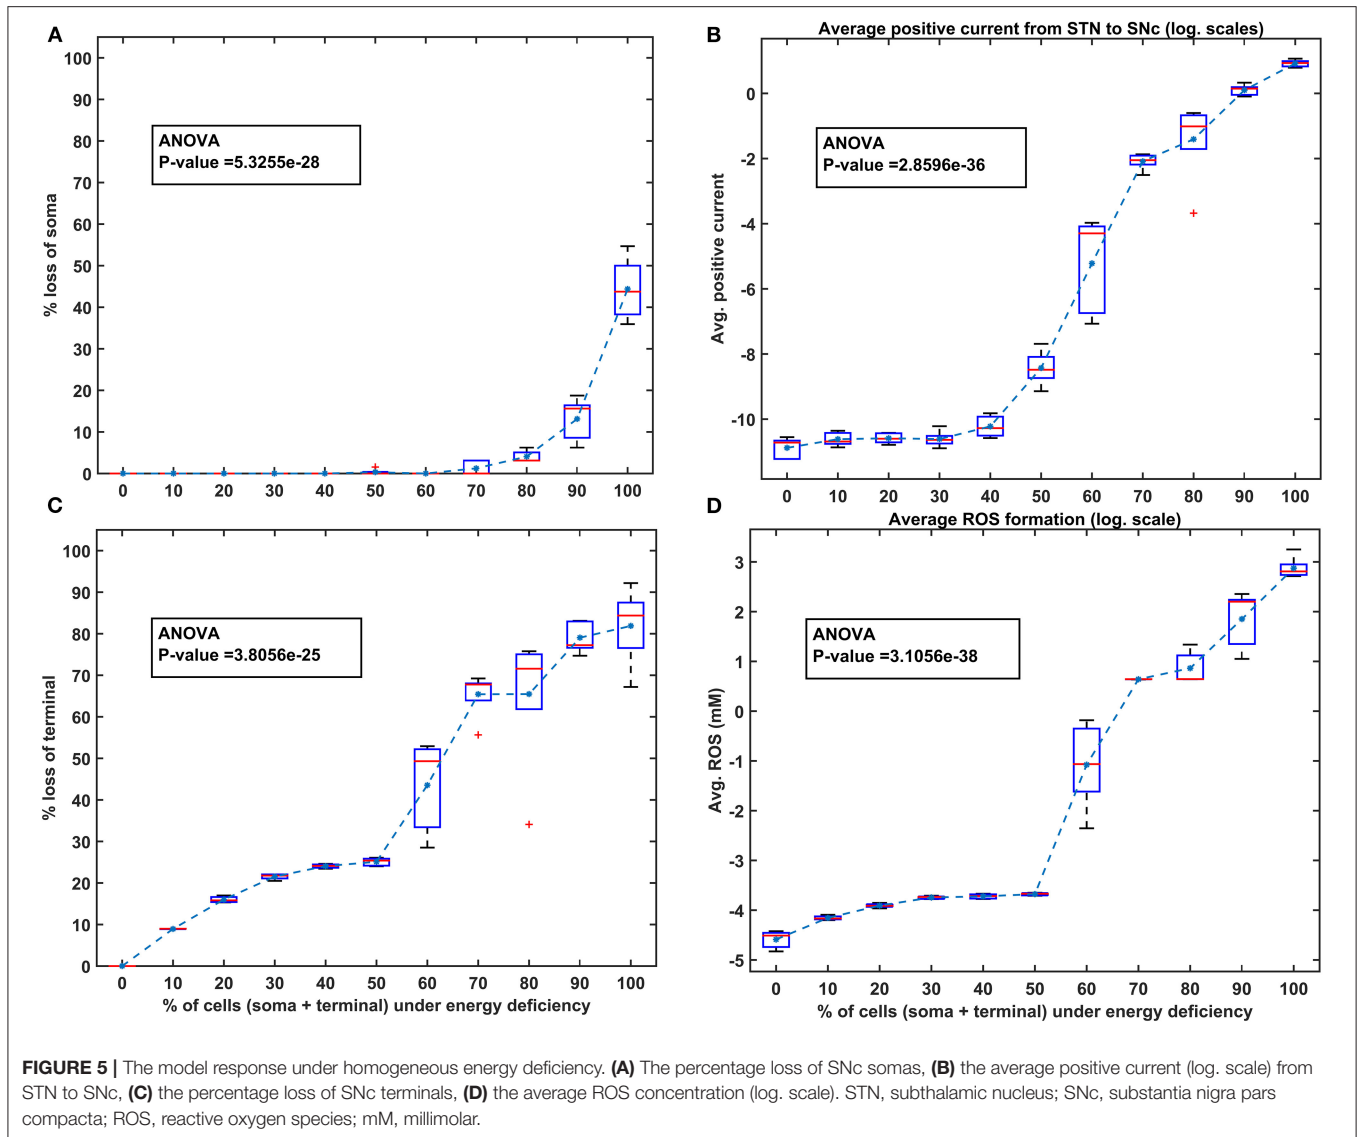 A
100
90
80
70
60
50
40
30
20
10
0
% loss of soma
ANOVA
P-value =5.3255e-28
0 10 20 30 40 50 60 70 80 90 100
B
Average positive current from STN to SNc (log. scales)
0
-2
-4
-6
-8
-10
Avg. positive current
ANOVA
P-value =2.8596e-36
0 10 20 30 40 50 60 70 80 90 100
C
100
90
80
70
60
50
40
30
20
10
0
% loss of terminal
ANOVA
P-value =3.8056e-25
0 10 20 30 40 50 60 70 80 90 100
% of cells (soma + terminal) under energy deficiency
D
Average ROS formation (log. scale)
3
2
1
0
-1
-2
-3
-4
-5
Avg. ROS (mM)
ANOVA
P-value =3.1056e-38
0 10 20 30 40 50 60 70 80 90 100
% of cells (soma + terminal) under energy deficiency
FIGURE 5 | The model response under homogeneous energy deficiency. (A) The percentage loss of SNc somas, (B) the average positive current (log. scale) from
STN to SNc, (C) the percentage loss of SNc terminals, (D) the average ROS concentration (log. scale). STN, subthalamic nucleus; SNc, substantia nigra pars
compacta; ROS, reactive oxygen species; mM, millimolar.